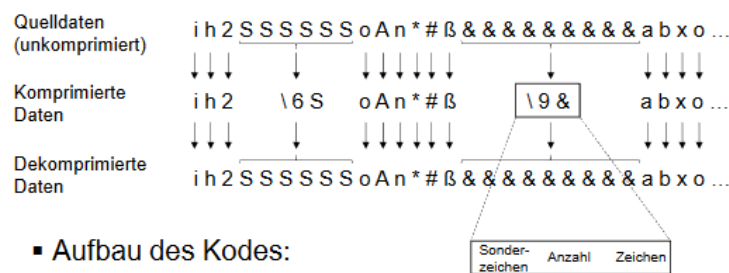 Quelldaten
(unkomprimiert)
i h 2 S S S S S S o A n * # ß & & & & & & & & & a b x o ...
Komprimierte
Daten
i h 2 \ 6 S o A n * # ß \ 9 & a b x o ...
Dekomprimierte
Daten
i h 2 S S S S S S o A n * # ß & & & & & & & & & a b x o ...
▪ Aufbau des Kodes:
Sonder-
zeichen Anzahl Zeichen